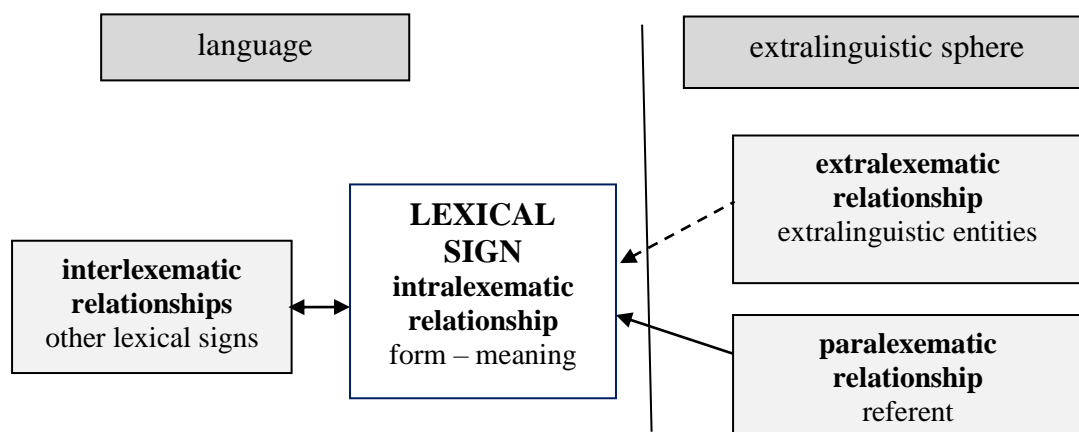 language
extralinguistic sphere
interlexematic
relationships
other lexical signs
LEXICAL
SIGN
intralexematic
relationship
form – meaning
extralexematic
relationship
extralinguistic entities
paralexematic
relationship
referent